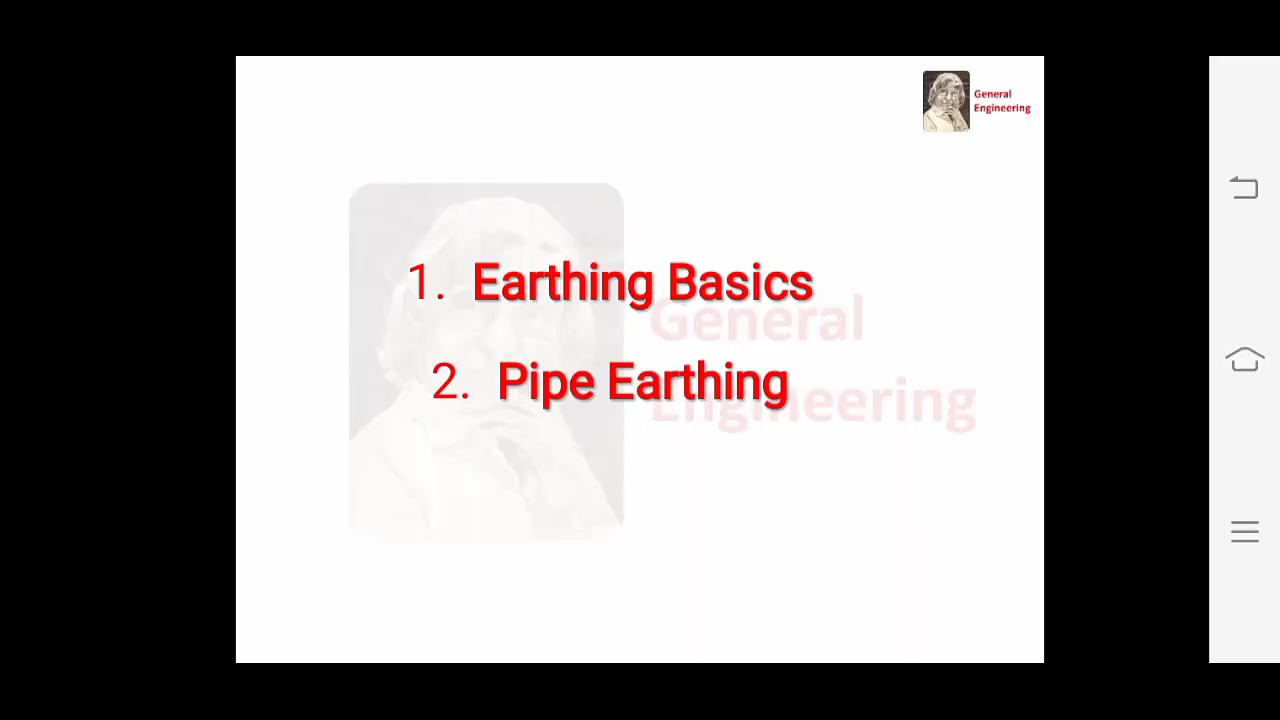 General
Engineering
1. Earthing Basics
General
2. Pipe Earthing
Engineering